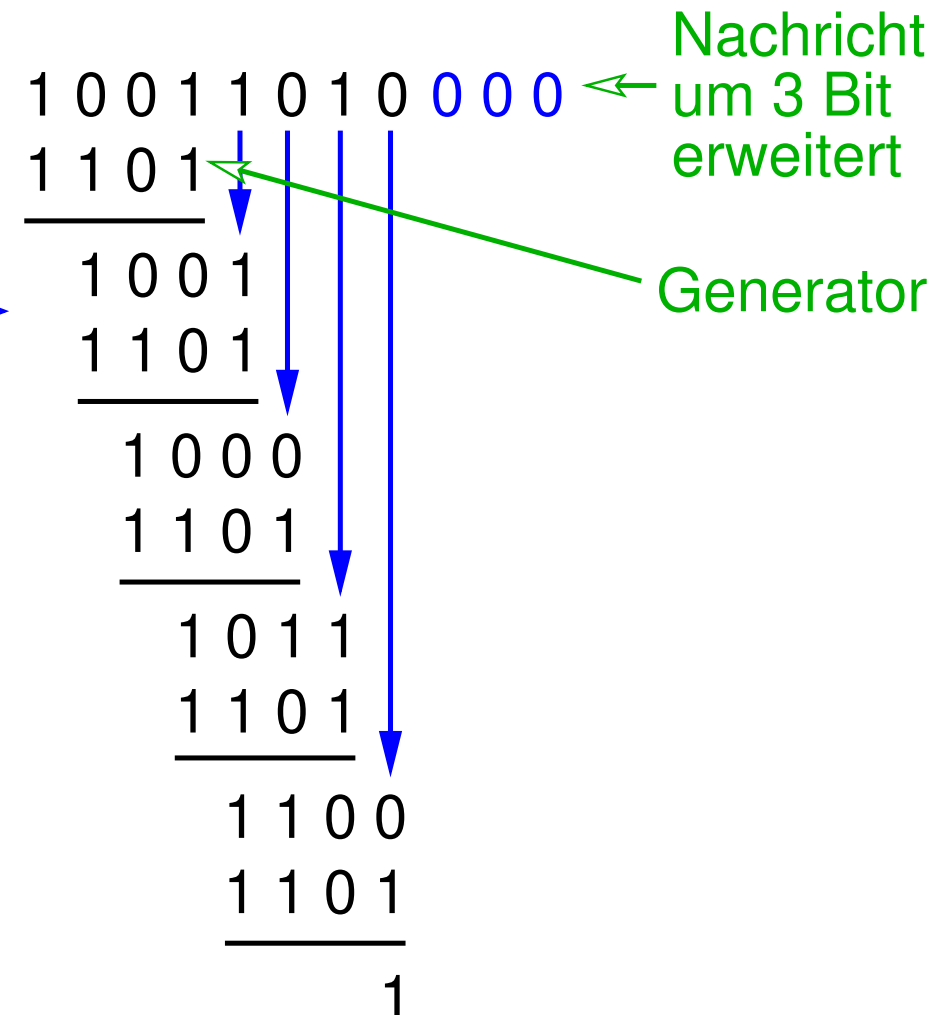 Nachricht
1 0 0 1 1 0 1 0 0 0 0 um 3 Bit
erweitert
1 1 0 1
1 0 0 1
Generator
1 1 0 1
1 0 0 0
1 1 0 1
1 0 1 1
1 1 0 1
1 1 0 0
1 1 0 1
1